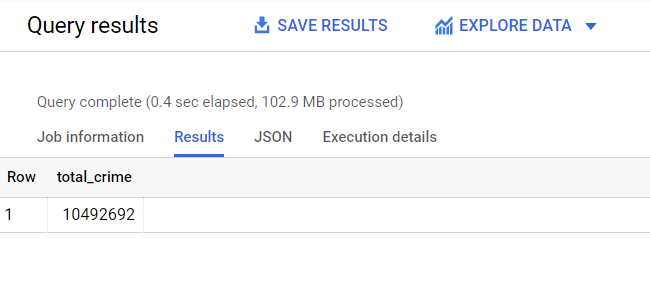 Query results SAVE RESULTS EXPLORE DATA
Query complete (0.4 sec elapsed, 102.9 MB processed)
Job information Results JSON Execution details
Row total_crime
1 10492692